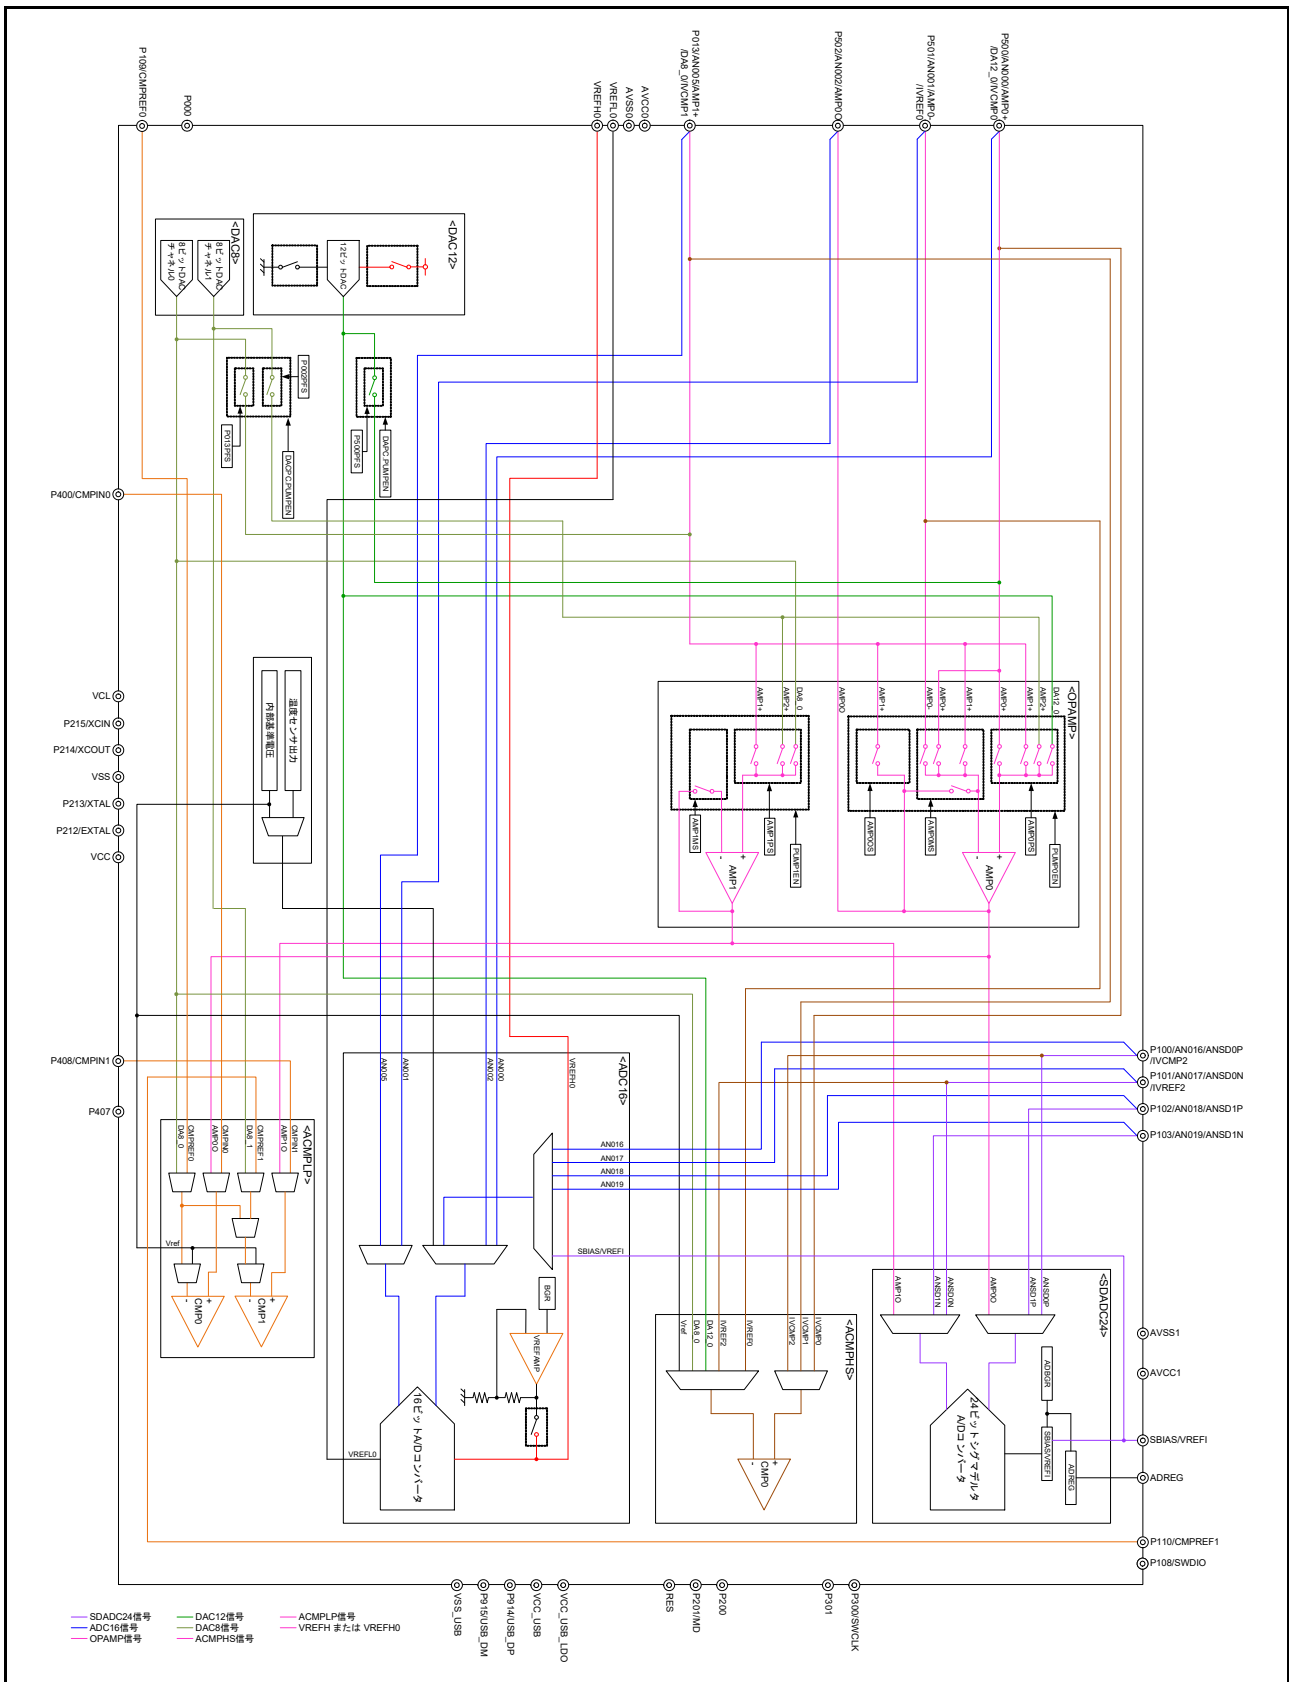 P109/CMPREF0
P000
VREFH0
VREFL0
AVSS0
AVCC0
P013/AN005/AMP1+
/DA8_0/IVCMP1
P502/AN002/AMP0O
P501/AN001/AMP0-
/IVREF0
P500/AN000/AMP0+
/DA12_0/IVCMP0
<DAC8>
8ビットDAC
チャネル1
8ビットDAC
チャネル0
<DAC12>
12ビットDAC
P002PFS
P013PFS
DACPC.PUMPEN
P500PFS
DAPC.PUMPEN
P400/CMPIN0
VCL
P215/XCIN
P214/XCOUT
VSS
P213/XTAL
P212/EXTAL
VCC
P408/CMPIN1
P407
温度センサ出力
内部基準電圧
<OPAMP>
AMP1+
AMP2+
DA8_0
AMP0O
AMP1+
AMP0-
AMP0+
AMP1+
AMP0+
AMP1+
AMP2+
DA12_0
AMP1MS
AMP1PS
PUMP1EN
AMP0OS
AMP0MS
AMP0PS
PUMP0EN
- +
AMP1
- +
AMP0
<ADC16>
AN005
AN001
AN002
AN000
VREFH0
AN016
AN017
AN018
AN019
SBIAS/VREFI
BGR
VREFAMP
16ビットA/Dコンバータ
VREFL0
<ACMPLP>
DA8_0
CMPREF0
AMP0O
CMPIN0
DA8_1
CMPREF1
AMP1O
CMPIN1
Vref
- +
CMP0
- +
CMP1
<ACMPHS>
Vref
DA8_0
DA12_0
IVREF2
IVREF0
IVCMP2
IVCMP1
IVCMP0
- +
CMP0
<SDADC24>
AMP1O
ANSD1N
ANSD0N
AMP0O
ANSD1P
ANSD0P
ADBGR
SBIAS/VREFI
ADREG
24ビットシグマデルタ
A/Dコンバータ
P100/AN016/ANSD0P
/IVCMP2
P101/AN017/ANSD0N
/IVREF2
P102/AN018/ANSD1P
P103/AN019/ANSD1N
AVSS1
AVCC1
SBIAS/VREFI
ADREG
P110/CMPREF1
P108/SWDIO
VSS_USB
P915/USB_DM
P914/USB_DP
VCC_USB
VCC_USB_LDO
RES
P201/MD
P200
P301
P300/SWCLK
SDADC24信号
ADC16信号
OPAMP信号
DAC12信号
DAC8信号
ACMPHS信号
ACMPLP信号
VREFH または VREFH0